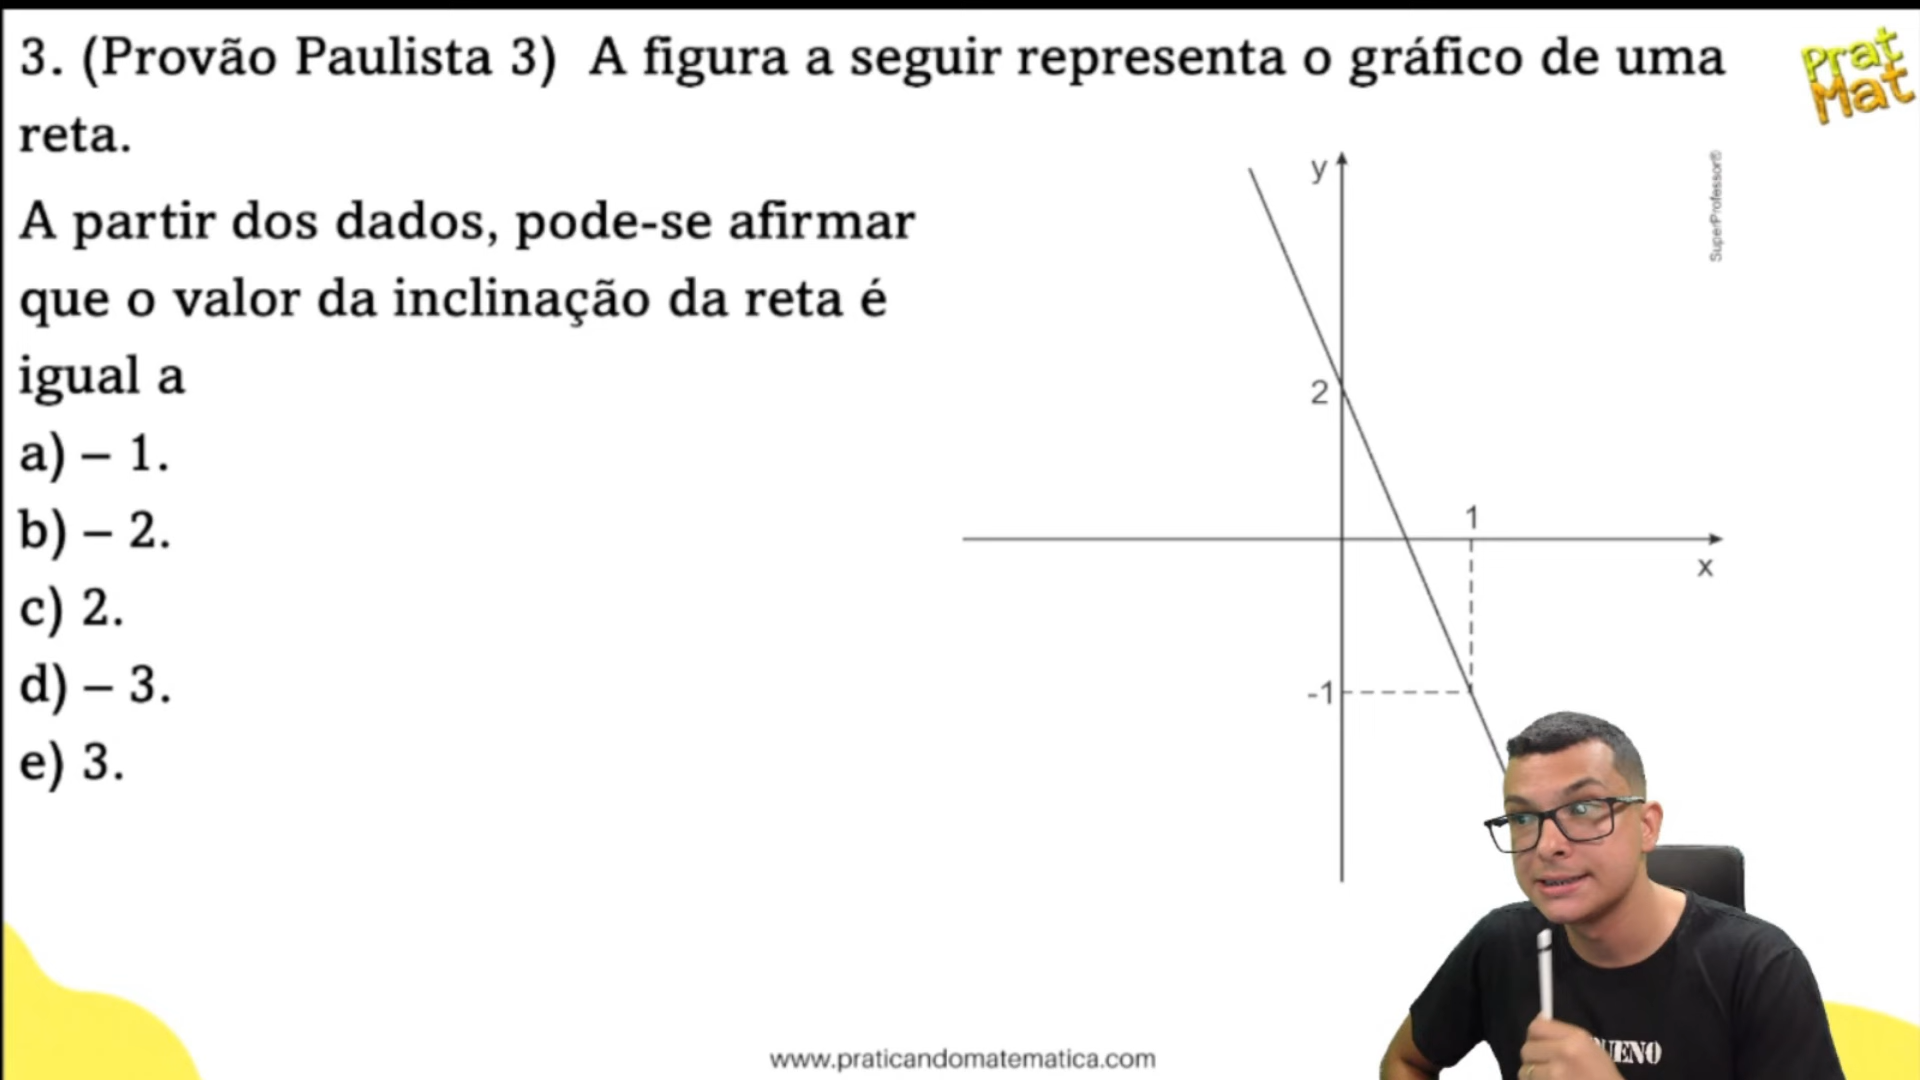 3. (Provão Paulista 3) A figura a seguir representa o gráfico de uma
reta.
Prat
Mat
A partir dos dados, pode-se afirmar
que o valor da inclinação da reta é
igual a
a) – 1.
b) – 2.
c) 2.
d) – 3.
e) 3.
y
SuperProfessor®
2
1
x
-1
www.praticandomatematica.com